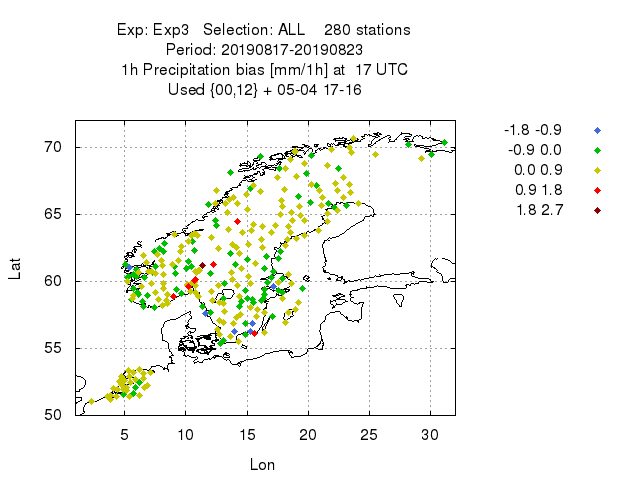 Exp: Exp3   Selection: ALL    280 stations
Period: 20190817-20190823
1h Precipitation bias [mm/1h] at  17 UTC
Used {00,12} + 05-04 17-16
-1.8 -0.9
-0.9 0.0
0.0 0.9
0.9 1.8
1.8 2.7
70
65
60
55
50
Lat
5 10 15 20 25 30
Lon